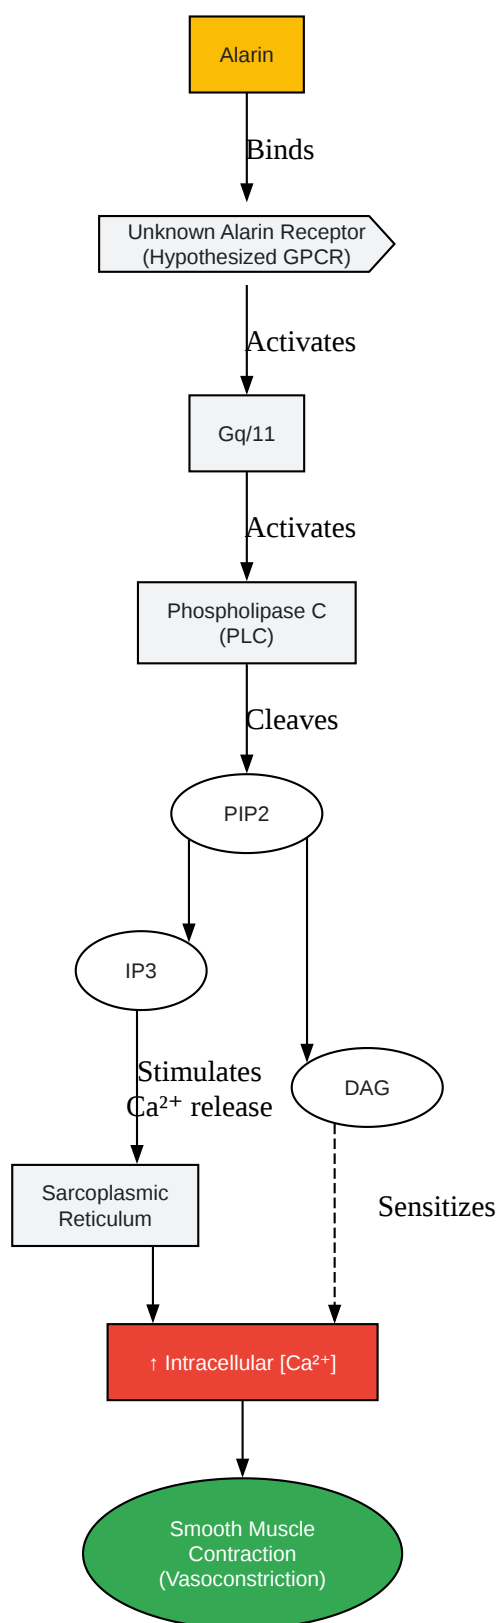 Alarin
Binds
Unknown Alarin Receptor
(Hypothesized GPCR)
Activates
Gq/11
Activates
Phospholipase C
(PLC)
Cleaves
PIP2
IP3
Stimulates
Ca²⁺ release
DAG
Sarcoplasmic
Reticulum
Sensitizes
↑ Intracellular [Ca²⁺]
Smooth Muscle
Contraction
(Vasoconstriction)